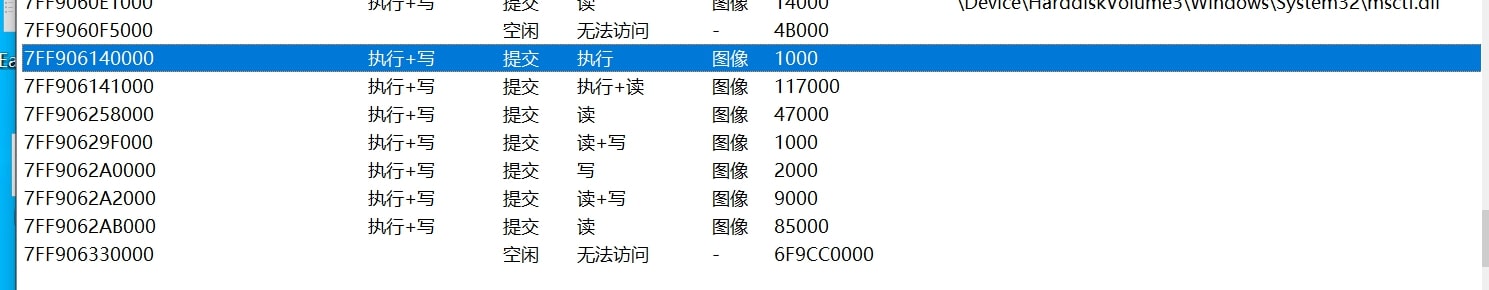 7FF9060E1000 执行+写 提交 读 图像 14000 \Device\HarddiskVolume3\Windows\System32\msctf.dll
7FF9060F5000 空闲 无法访问 - 4B000
Ea
7FF906140000 执行+写 提交 执行 图像 1000
7FF906141000 执行+写 提交 执行+读 图像 117000
7FF906258000 执行+写 提交 读 图像 47000
7FF90629F000 执行+写 提交 读+写 图像 1000
7FF9062A0000 执行+写 提交 写 图像 2000
7FF9062A2000 执行+写 提交 读+写 图像 9000
7FF9062AB000 执行+写 提交 读 图像 85000
7FF906330000 空闲 无法访问 - 6F9CC0000